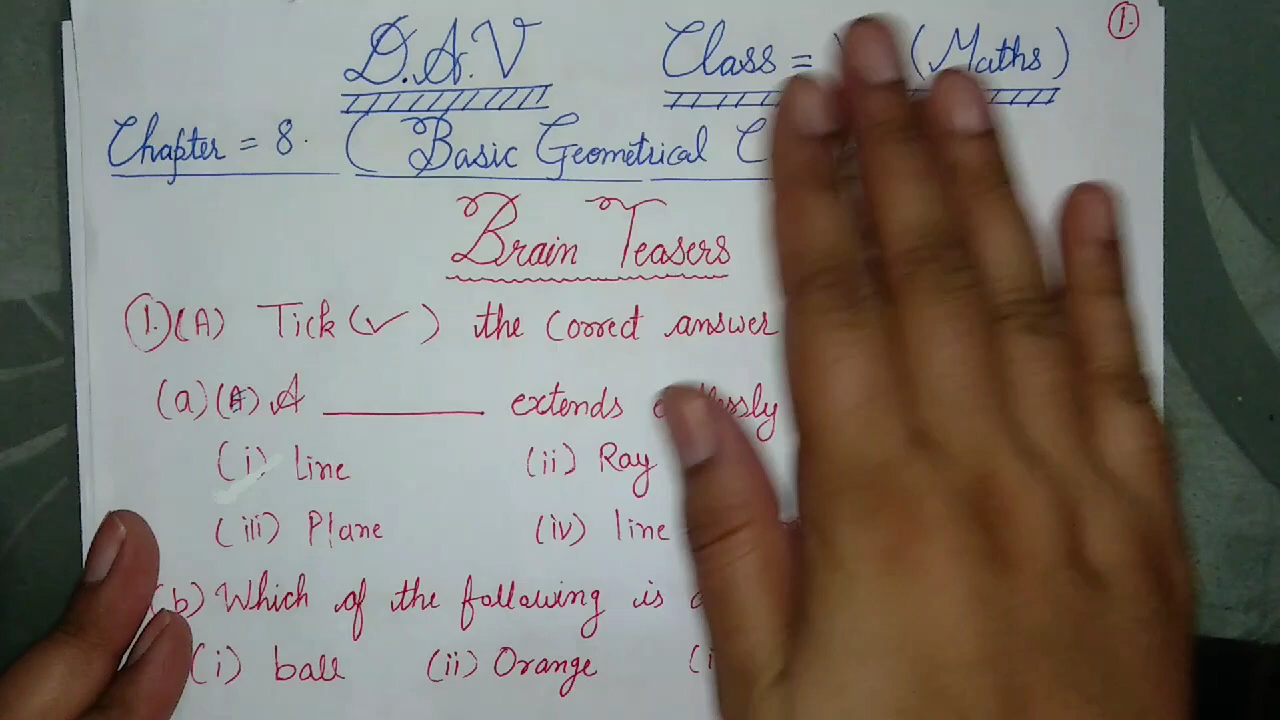 1.
D.A.V Class = (Maths)
Chapter = 8. ( Basic Geometrical
Brain Teasers
1. (A) Tick (✓) the correct answer
(a) (A) A ________ extends endlessly
(i) line (ii) Ray
(iii) Plane (iv) line
(b) Which of the following is
(i) ball (ii) Orange